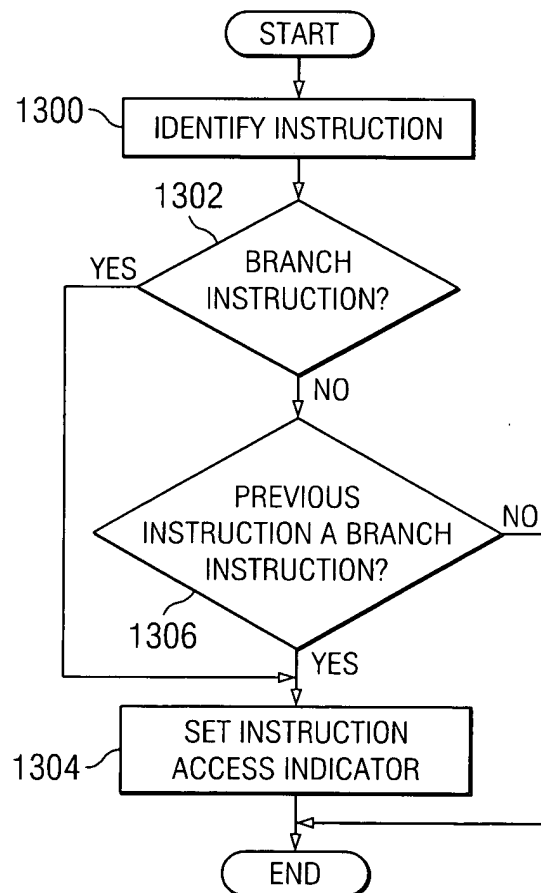 START
1300
IDENTIFY INSTRUCTION
1302
YES
BRANCH
INSTRUCTION?
NO
PREVIOUS
INSTRUCTION A BRANCH
INSTRUCTION?
NO
1306
YES
SET INSTRUCTION
ACCESS INDICATOR
1304
END